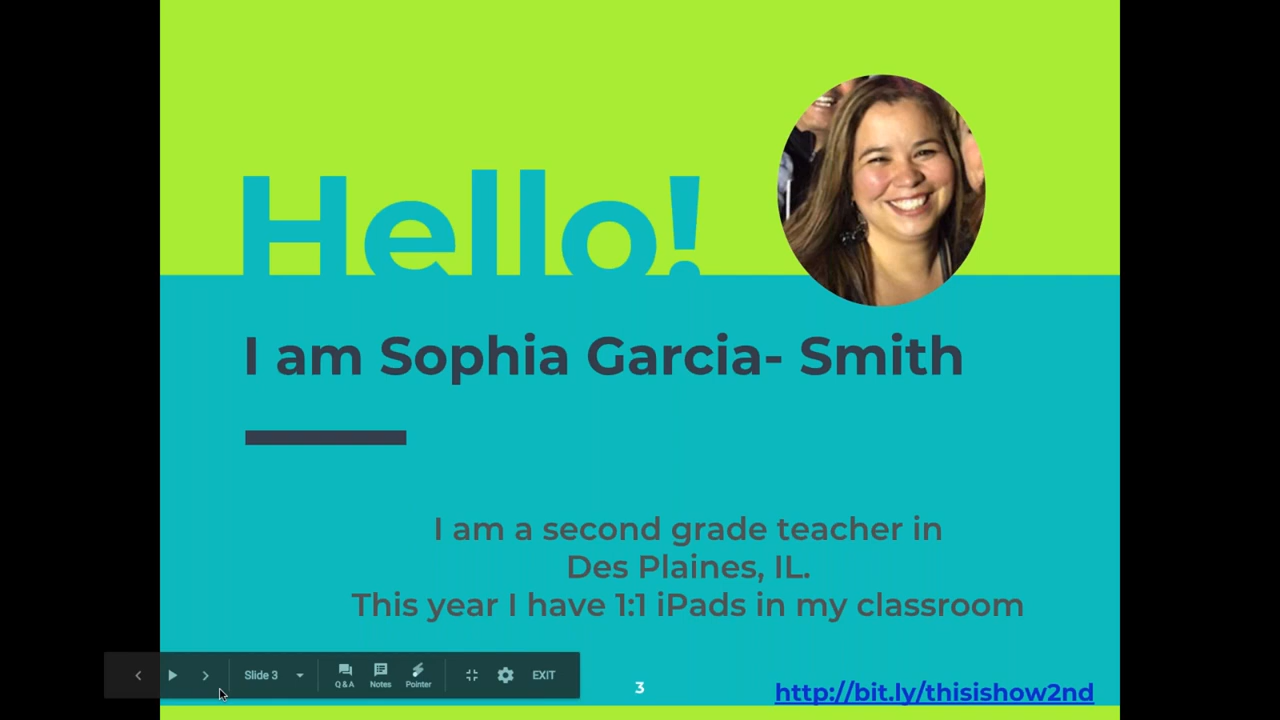 Hello!
I am Sophia Garcia- Smith
I am a second grade teacher in
Des Plaines, IL.
This year I have 1:1 iPads in my classroom
Slide 3
Q&A
Notes
Pointer
EXIT
3
http://bit.ly/thisishow2nd